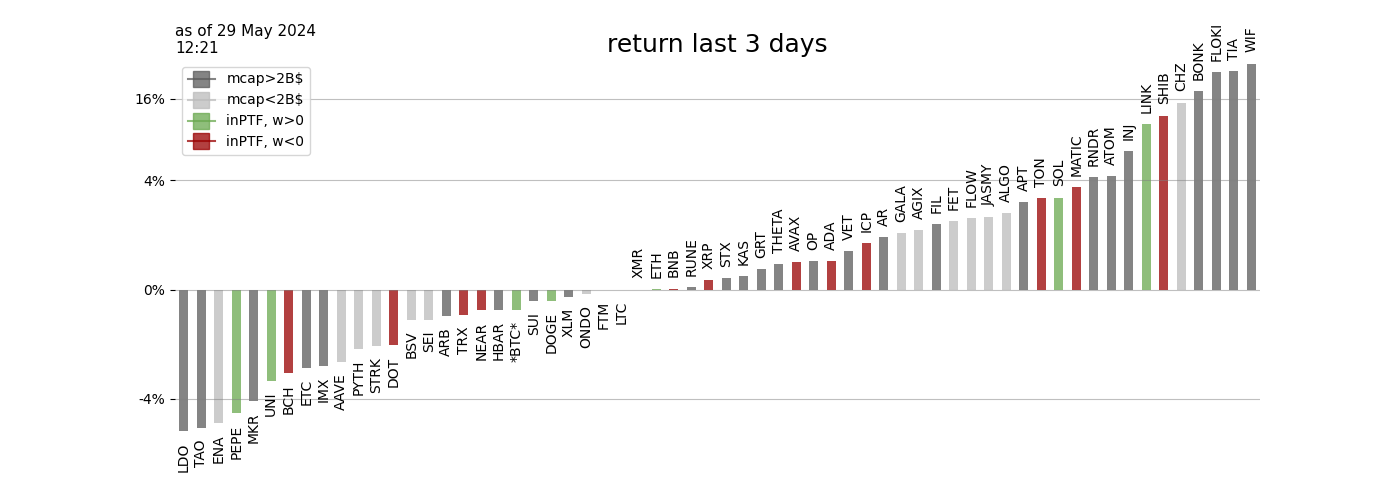 as of 29 May 2024
12:21
return last 3 days
mcap>2B$
mcap<2B$
inPTF, w>0
inPTF, w<0
16%
4%
0%
-4%
LDO
TAO
ENA
PEPE
MKR
UNI
BCH
ETC
IMX
AAVE
PYTH
STRK
DOT
BSV
SEI
ARB
TRX
NEAR
HBAR
*BTC*
SUI
DOGE
XLM
ONDO
FTM
LTC
XMR
ETH
BNB
RUNE
XRP
STX
KAS
GRT
THETA
AVAX
OP
ADA
VET
ICP
AR
GALA
AGIX
FIL
FET
FLOW
JASMY
ALGO
APT
TON
SOL
MATIC
RNDR
ATOM
INJ
LINK
SHIB
CHZ
BONK
FLOKI
TIA
WIF